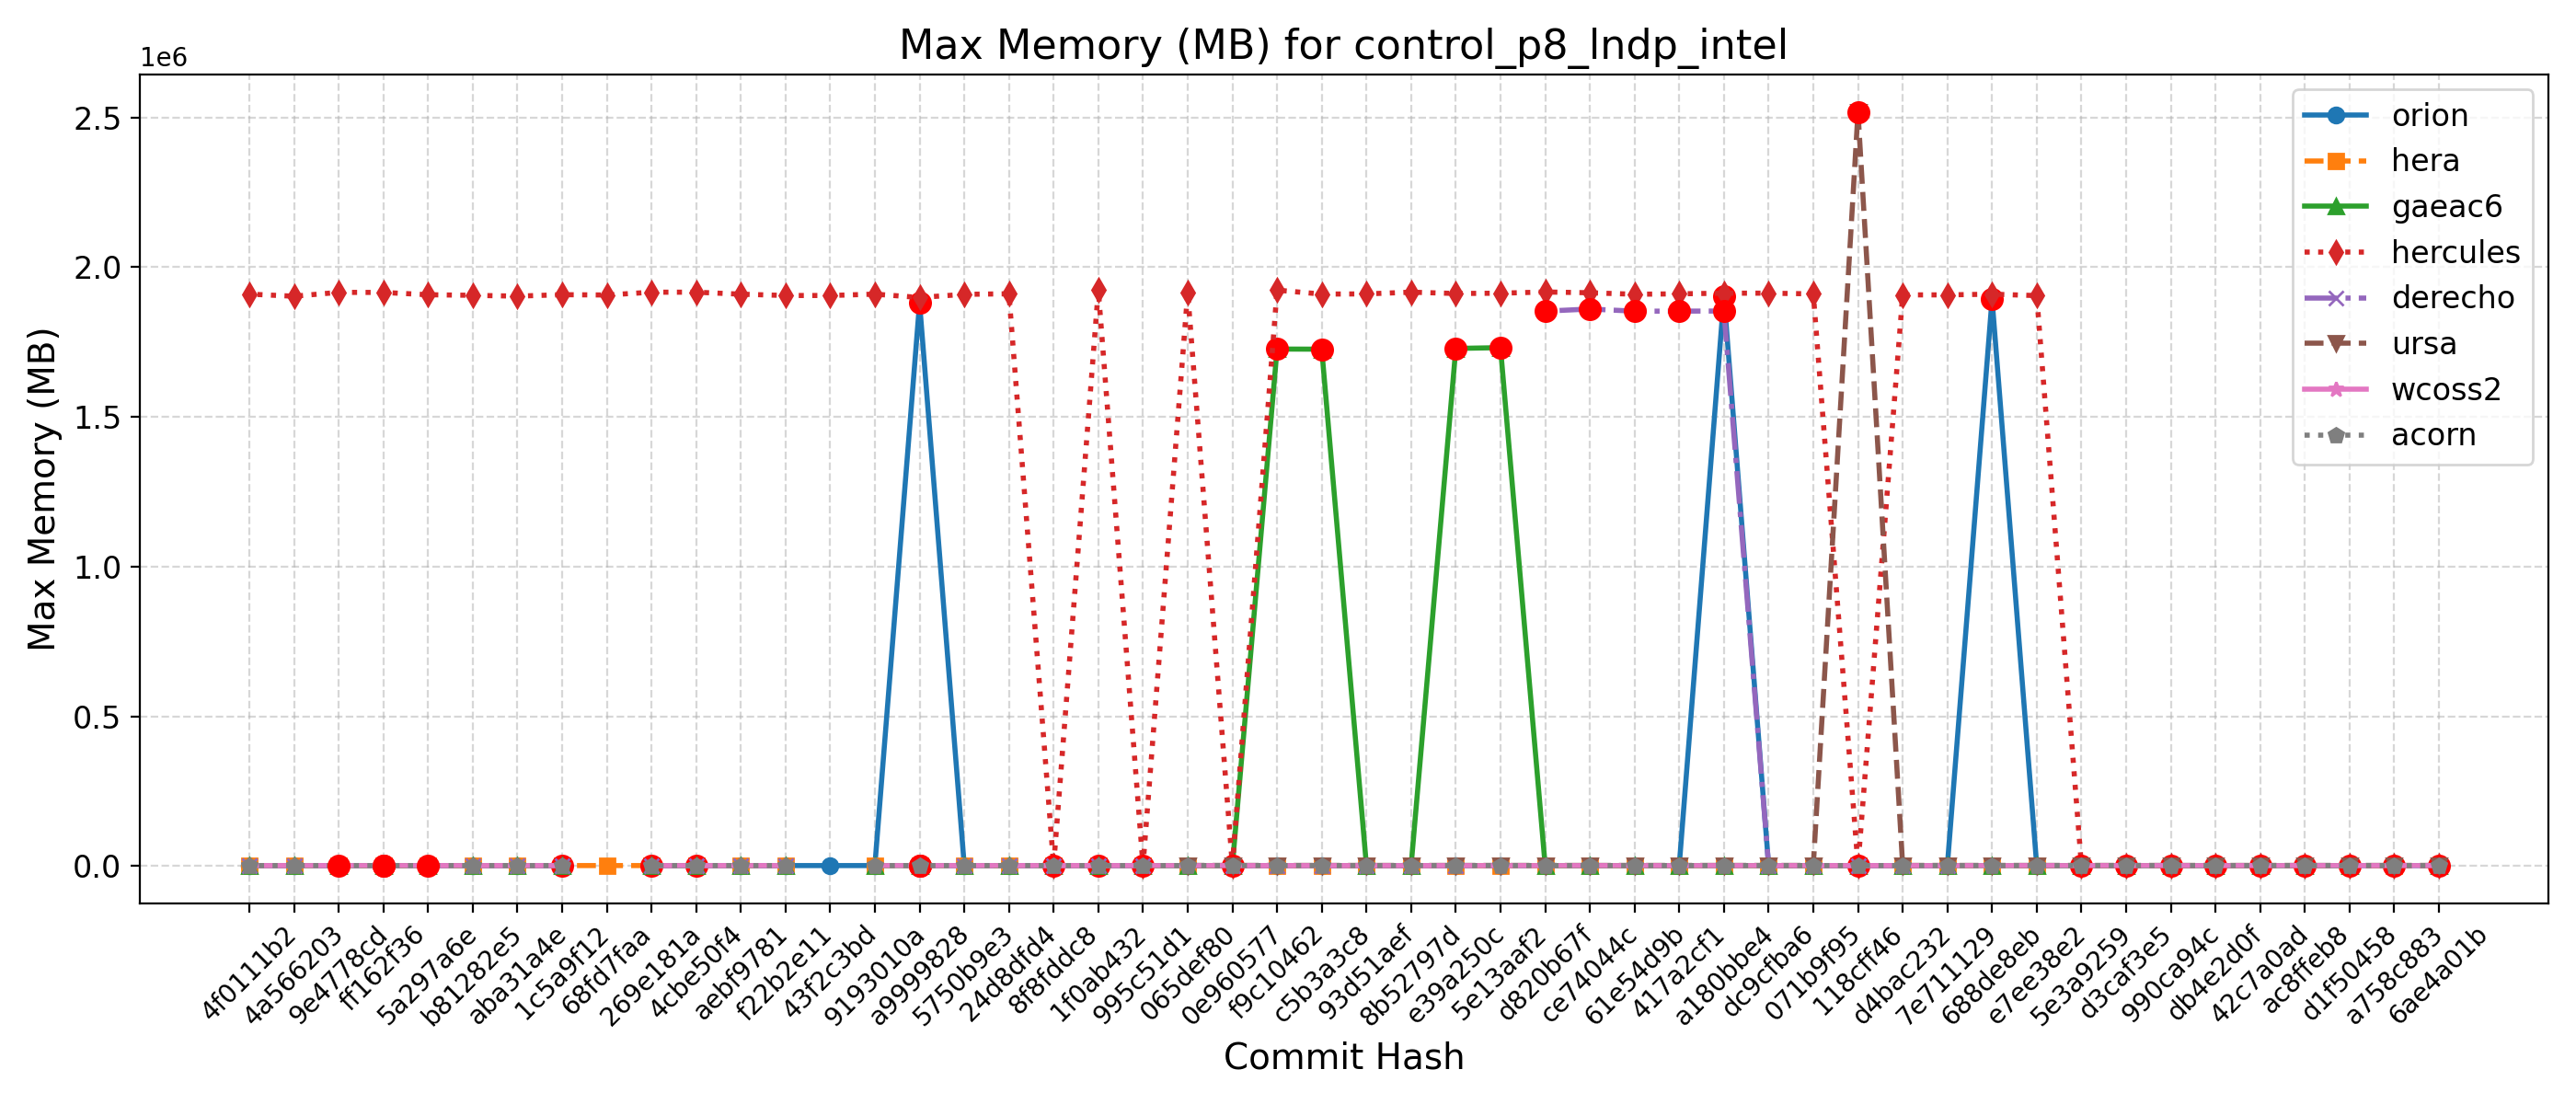 Max Memory (MB) for control_p8_lndp_intel
1e6
2.5
2.0
1.5
1.0
0.5
0.0
Max Memory (MB)
orion
hera
gaeac6
hercules
derecho
ursa
wcoss2
acorn
4f0111b2
4a566203
9e4778cd
ff162f36
5a297a6e
b81282e5
aba31a4e
1c5a9f12
68fd7faa
269e181a
4cbe50f4
aebf9781
f22b2e11
43f2c3bd
9193010a
a9999828
5750b9e3
24d8dfd4
8f8fddc8
1f0ab432
995c51d1
065def80
0e960577
f9c10462
c5b3a3c8
93d51aef
8b52797d
e39a250c
5e13aaf2
d820b67f
ce74044c
61e54d9b
417a2cf1
a180bbe4
dc9cfba6
071b9f95
118cff46
d4bac232
7e711129
688de8eb
e7ee38e2
5e3a9259
d3caf3e5
990ca94c
db4e2d0f
42c7a0ad
ac8ffeb8
d1f50458
a758c883
6ae4a01b
Commit Hash